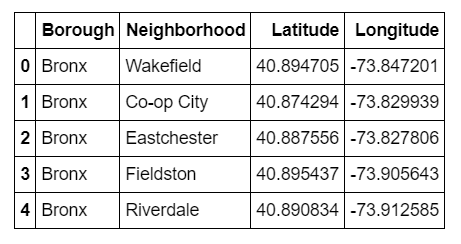 Borough Neighborhood Latitude Longitude
0 Bronx Wakefield 40.894705 -73.847201
1 Bronx Co-op City 40.874294 -73.829939
2 Bronx Eastchester 40.887556 -73.827806
3 Bronx Fieldston 40.895437 -73.905643
4 Bronx Riverdale 40.890834 -73.912585